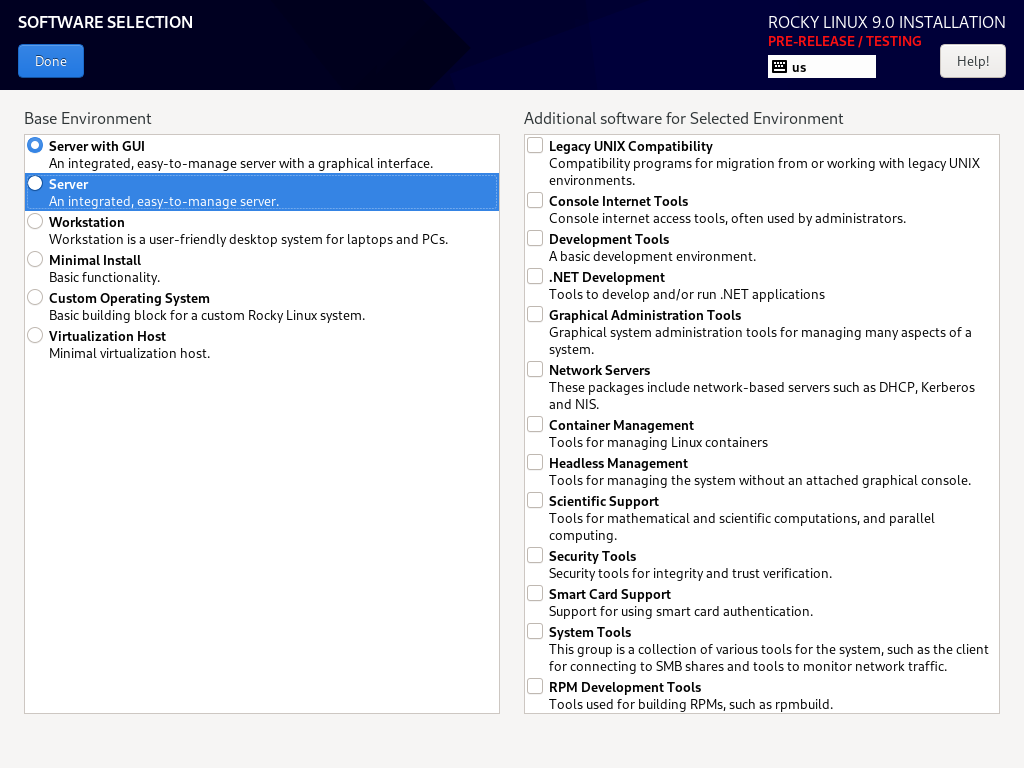 SOFTWARE SELECTION
Done
ROCKY LINUX 9.0 INSTALLATION
PRE-RELEASE / TESTING
us
Help!
Base Environment
Server with GUI
An integrated, easy-to-manage server with a graphical interface.
Server
An integrated, easy-to-manage server.
Workstation
Workstation is a user-friendly desktop system for laptops and PCs.
Minimal Install
Basic functionality.
Custom Operating System
Basic building block for a custom Rocky Linux system.
Virtualization Host
Minimal virtualization host.
Additional software for Selected Environment
Legacy UNIX Compatibility
Compatibility programs for migration from or working with legacy UNIX
environments.
Console Internet Tools
Console internet access tools, often used by administrators.
Development Tools
A basic development environment.
.NET Development
Tools to develop and/or run .NET applications
Graphical Administration Tools
Graphical system administration tools for managing many aspects of a
system.
Network Servers
These packages include network-based servers such as DHCP, Kerberos
and NIS.
Container Management
Tools for managing Linux containers
Headless Management
Tools for managing the system without an attached graphical console.
Scientific Support
Tools for mathematical and scientific computations, and parallel
computing.
Security Tools
Security tools for integrity and trust verification.
Smart Card Support
Support for using smart card authentication.
System Tools
This group is a collection of various tools for the system, such as the client
for connecting to SMB shares and tools to monitor network traffic.
RPM Development Tools
Tools used for building RPMs, such as rpmbuild.